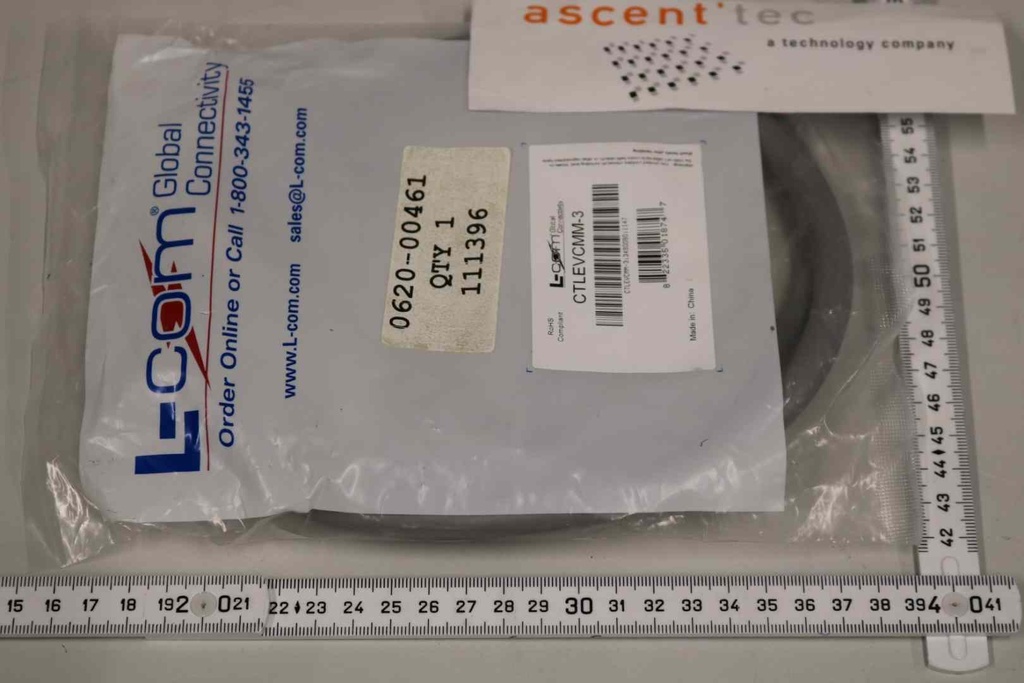 ascent'tec
a technology company
L-com® Global
Connectivity
Order Online or Call 1-800-343-1455
www.L-com.com sales@L-com.com
0620-00461
QTY 1
111396
RoHS
Compliant
L-com Global
Connectivity
CTLEVCMM-3
Made in: China
55
54
53
52
51
50
49
48
47
46
45
44
43
42
15 16 17 18 19 20 21 22 23 24 25 26 27 28 29 30 31 32 33 34 35 36 37 38 39 40 41